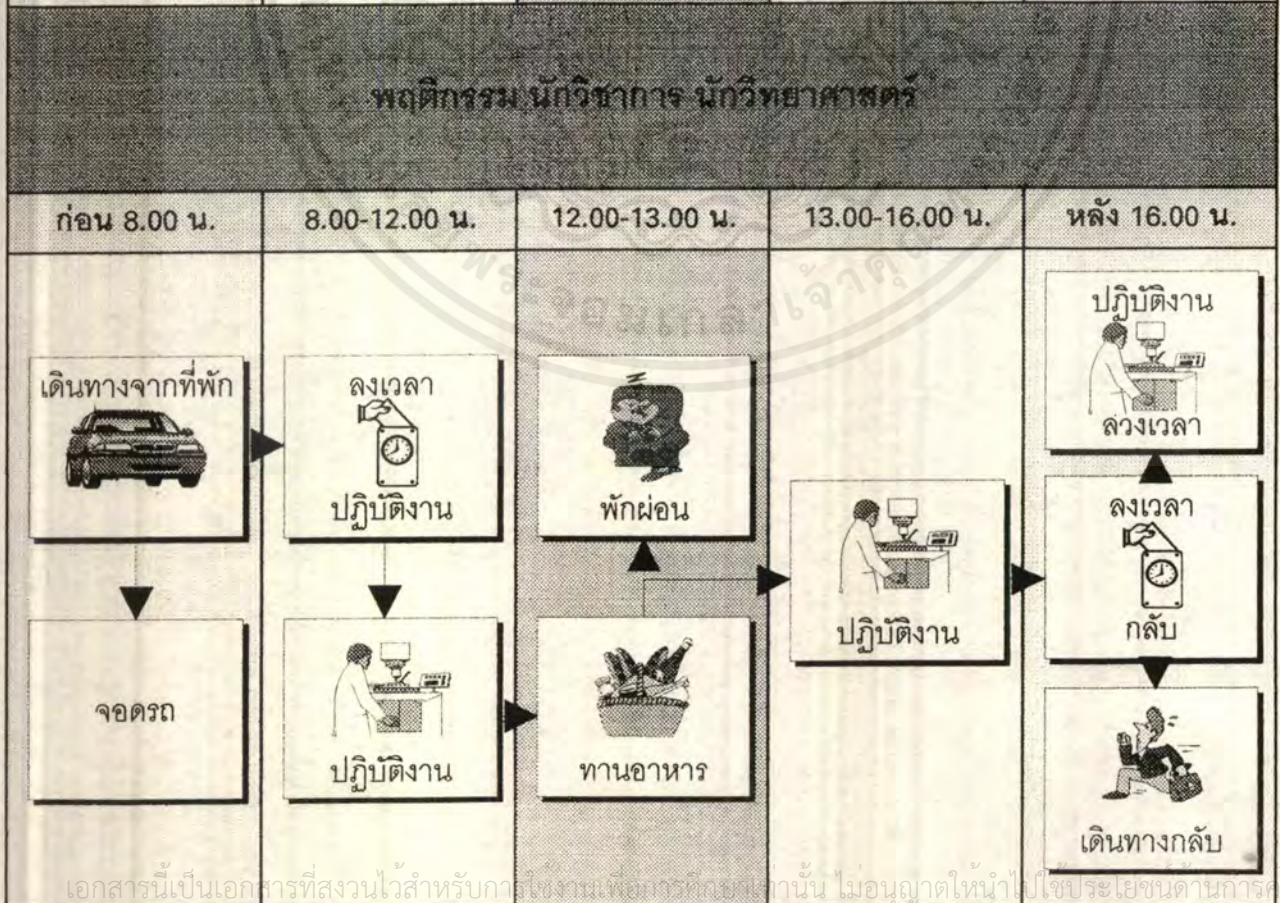 พฤติกรรม นักวิชาการ นักวิทยาศาสตร์
ก่อน 8.00 น. 8.00-12.00 น. 12.00-13.00 น. 13.00-16.00 น. หลัง 16.00 น.
เดินทางจากที่พัก
จอดรถ
ลงเวลา
ปฏิบัติงาน
ปฏิบัติงาน
พักผ่อน
ทานอาหาร
ปฏิบัติงาน
ปฏิบัติงาน
ล่วงเวลา
ลงเวลา
กลับ
เดินทางกลับ
เอกสารนี้เป็นเอกสารที่สงวนไว้สำหรับการใช้งานเพื่อการศึกษาเท่านั้น ไม่อนุญาตให้นำไปใช้ประโยชน์ด้านการค